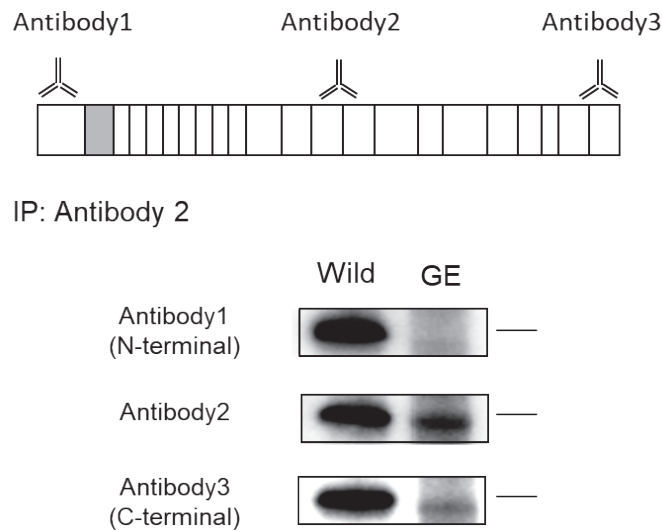 Antibody1 Antibody2 Antibody3
IP: Antibody 2
Wild GE
Antibody1
(N-terminal)
Antibody2
Antibody3
(C-terminal)